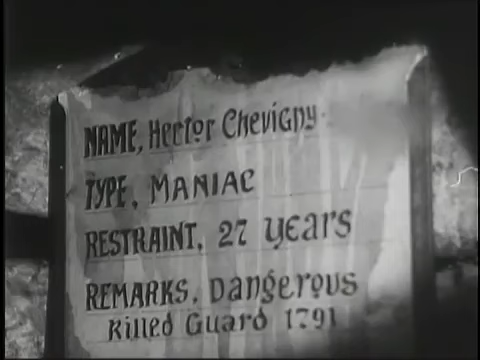 NAME, Hector Chevigny.
TYPE, MANIAC
RESTRAINT, 27 years
REMARKS, Dangerous
Killed Guard 1791